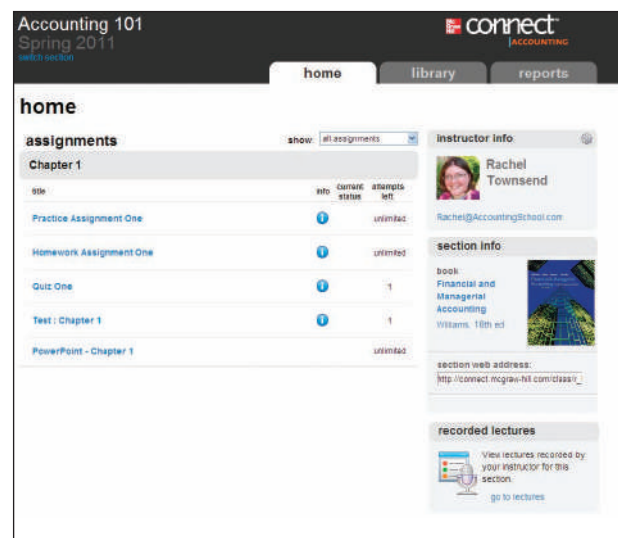 Accounting 101
Spring 2011
switch section
connect
ACCOUNTING
home library reports
home
assignments
show: all assignments
Chapter 1
title info current status attempts left
Practice Assignment One unlimited
Homework Assignment One unlimited
Quiz One 1
Test : Chapter 1 1
PowerPoint - Chapter 1 unlimited
instructor info
Rachel
Townsend
Rachel@AccountingSchool.com
section info
book
Financial and
Managerial
Accounting
Williams, 16th ed
section web address:
http://connect.mcgraw-hill.com/class/r_
recorded lectures
View lectures recorded by
your instructor for this
section.
go to lectures